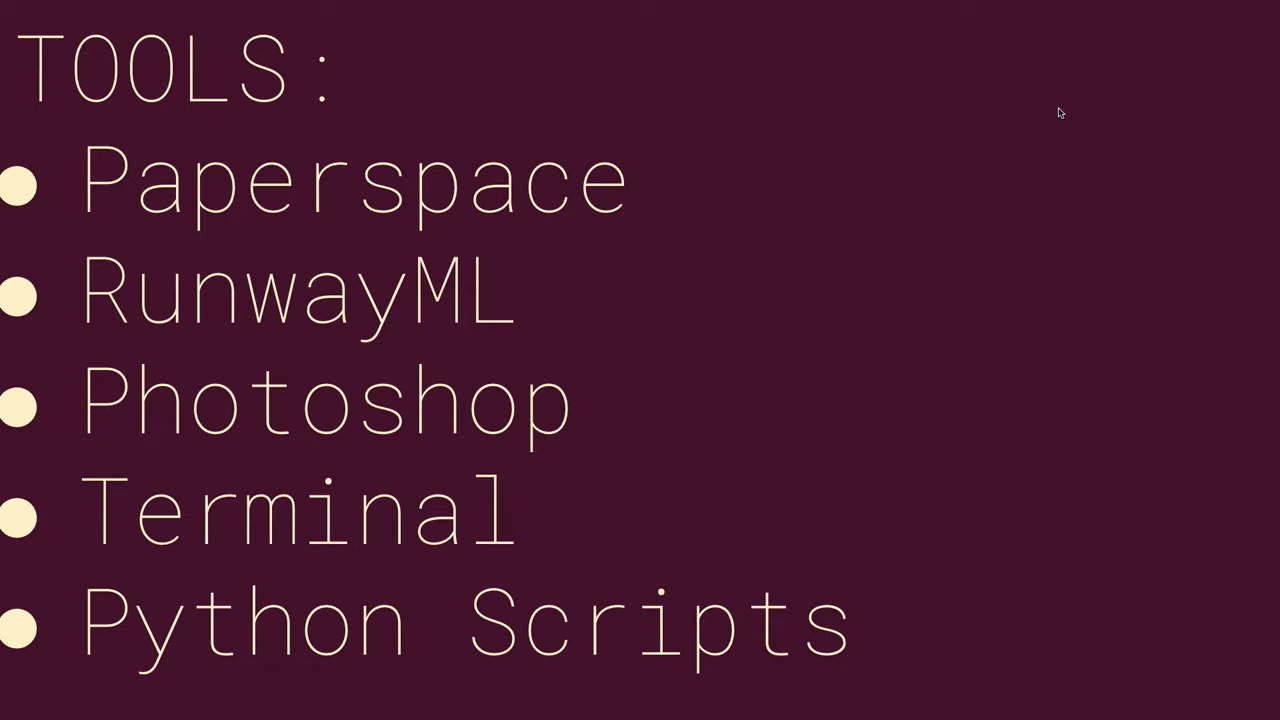 TOOLS:
• Paperspace
• RunwayML
• Photoshop
• Terminal
• Python Scripts